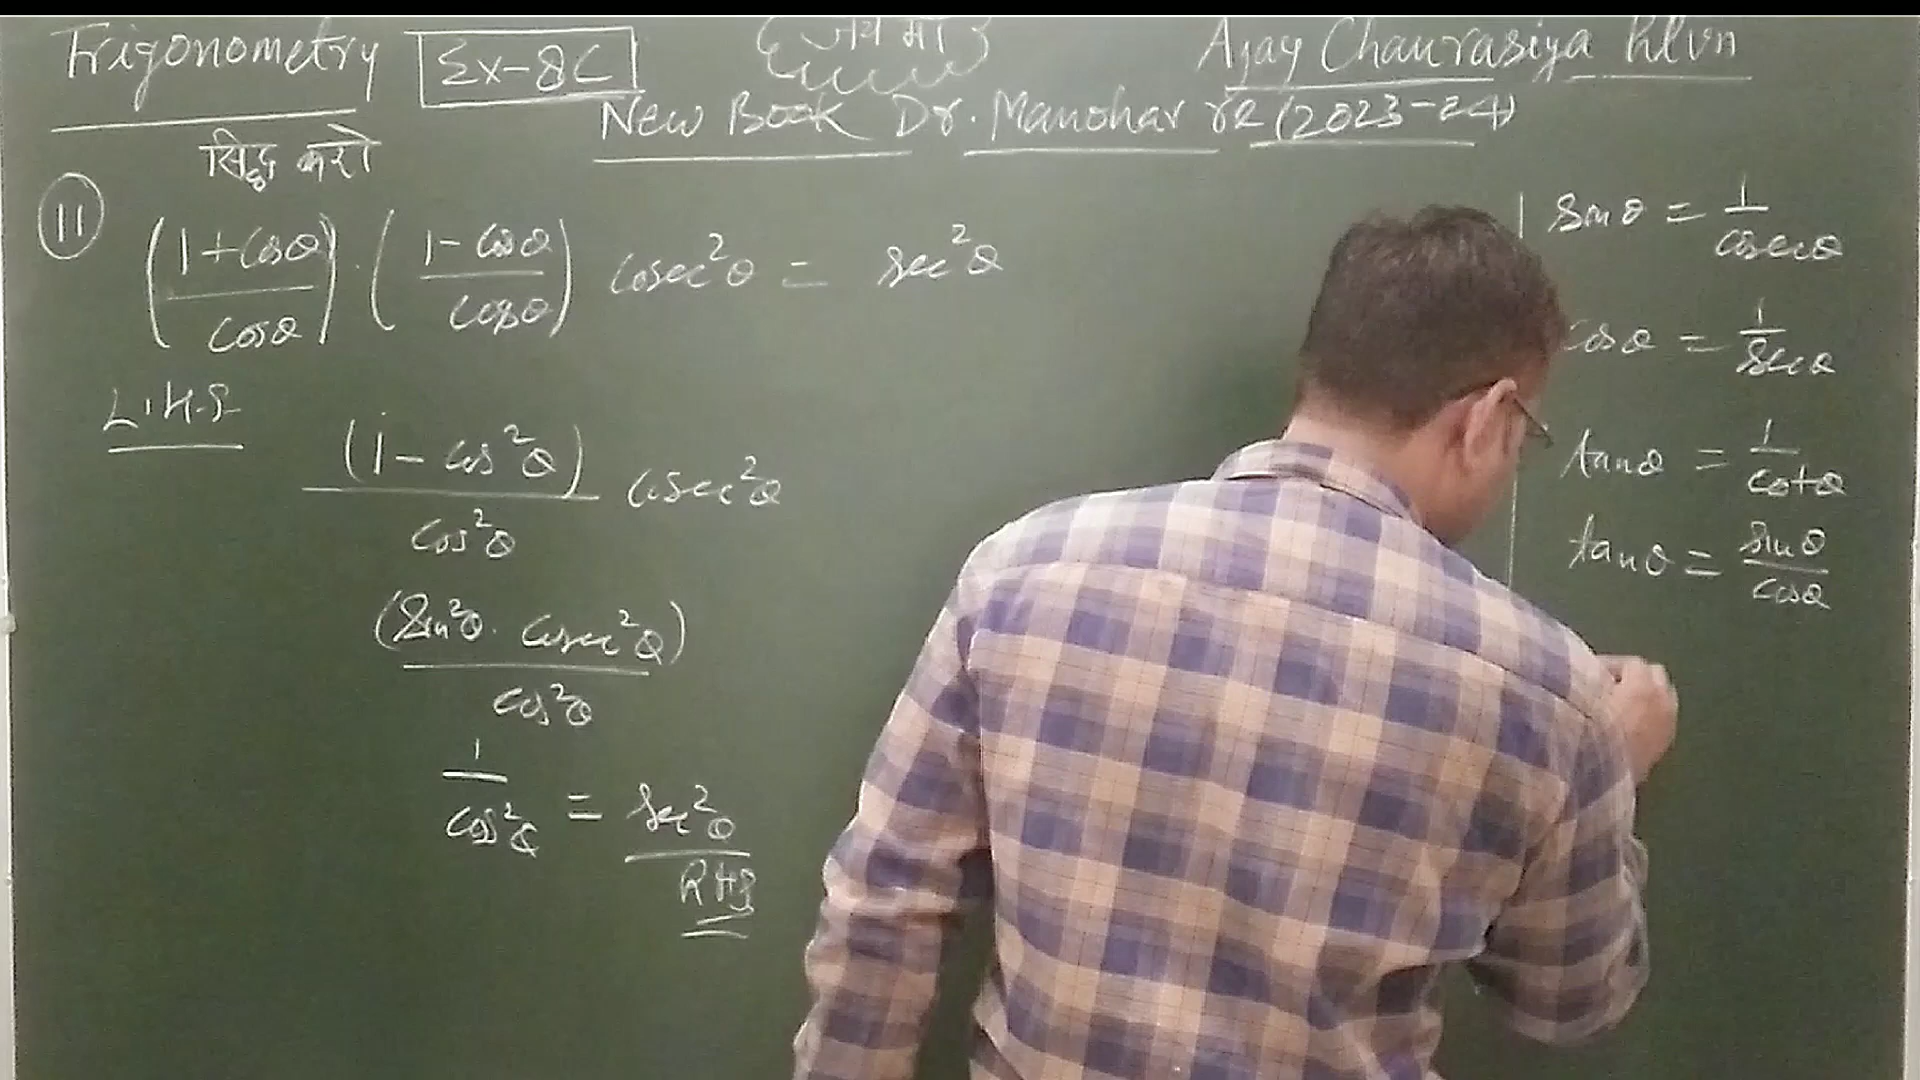 Trigonometry Ex-8C { जय माँ } Ajay Chaurasiya
New Book Dr. Manohar re (2023-24)
सिद्ध करो
11
(1+cosθ/cosθ) · (1-cosθ/cosθ) cosec²θ = sec²θ
L.H.S
(1-cos²θ)/cos²θ cosec²θ
(sin²θ · cosec²θ)/cos²θ
1/cos²θ = sec²θ
RHS
sinθ = 1/cosecθ
cosθ = 1/secθ
tanθ = 1/cotθ
tanθ = sinθ/cosθ